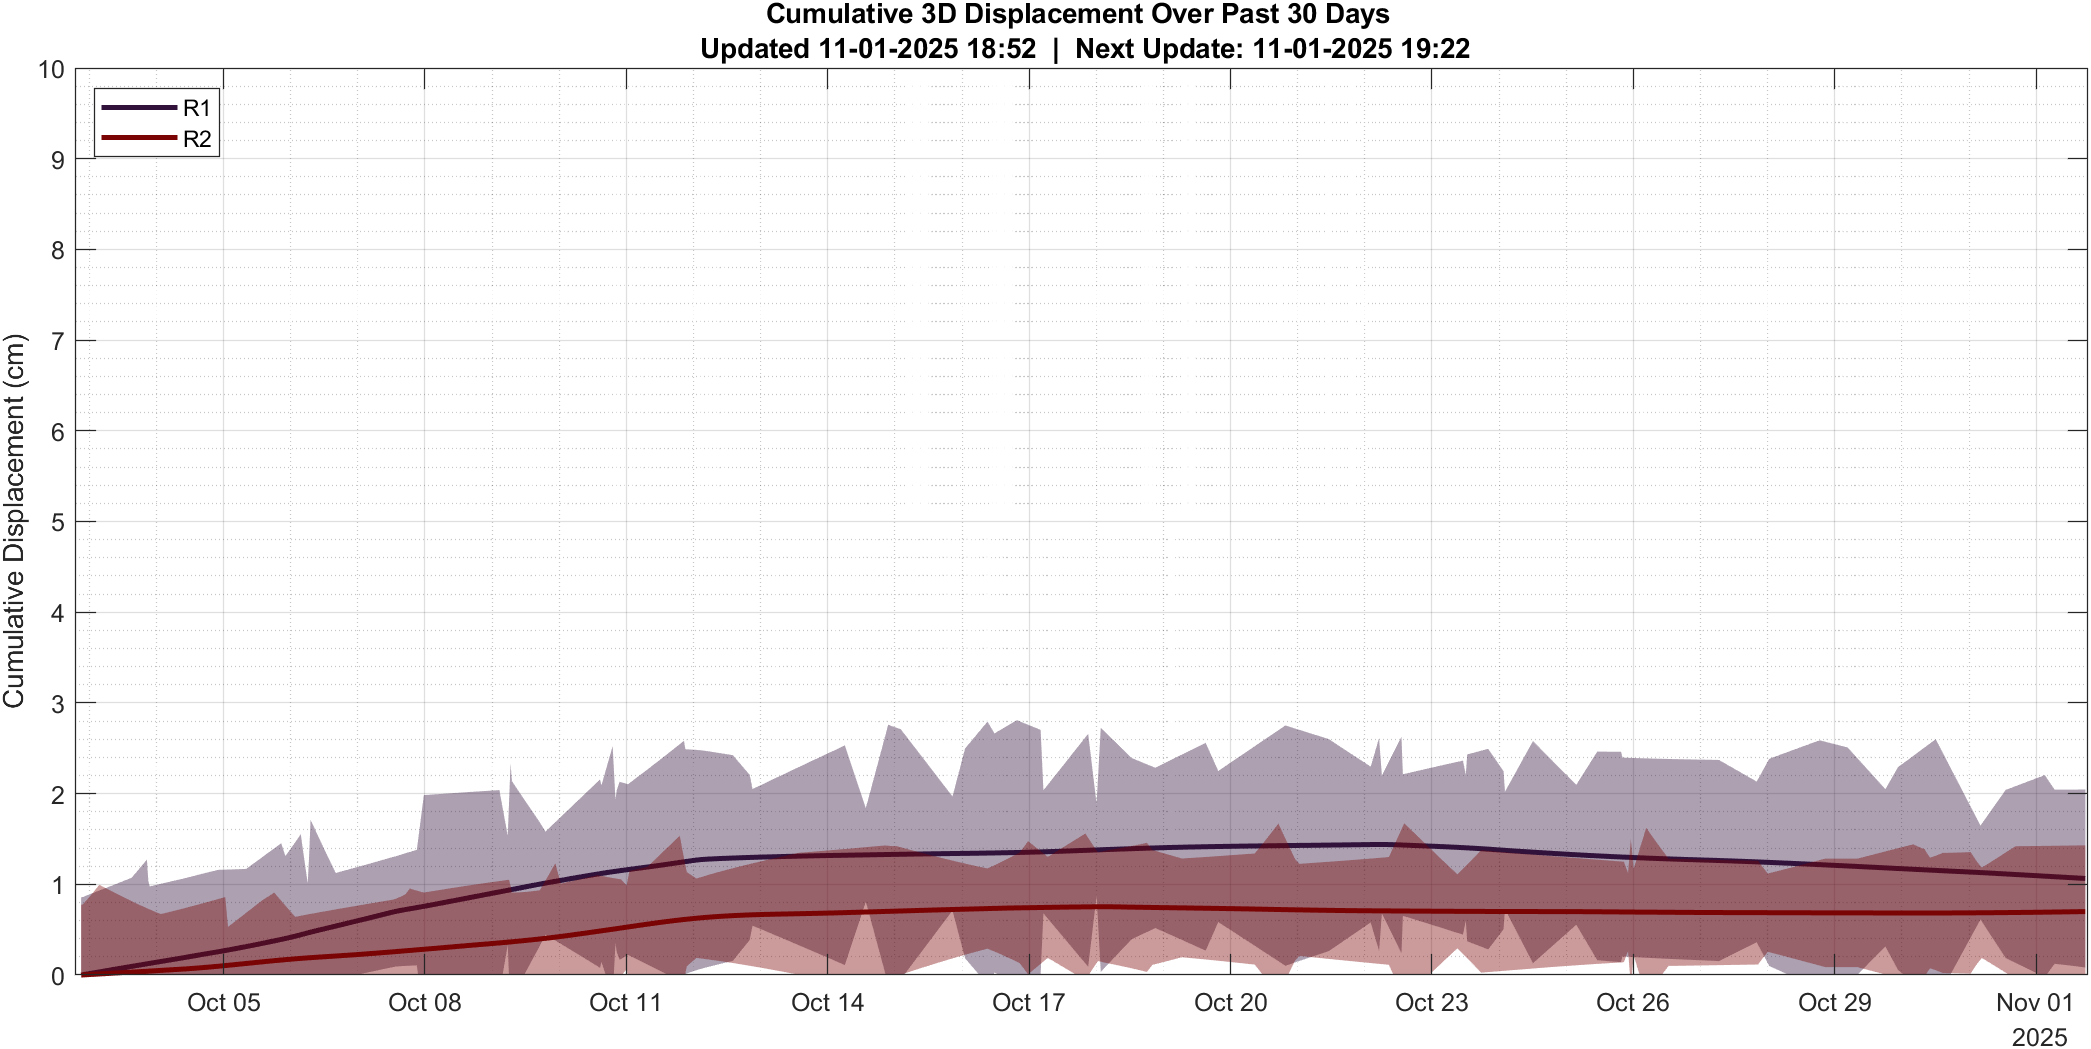 Cumulative 3D Displacement Over Past 30 Days
Updated 11-01-2025 18:52 | Next Update: 11-01-2025 19:22
R1
R2
Cumulative Displacement (cm)
10
9
8
7
6
5
4
3
2
1
0
Oct 05 Oct 08 Oct 11 Oct 14 Oct 17 Oct 20 Oct 23 Oct 26 Oct 29 Nov 01
2025